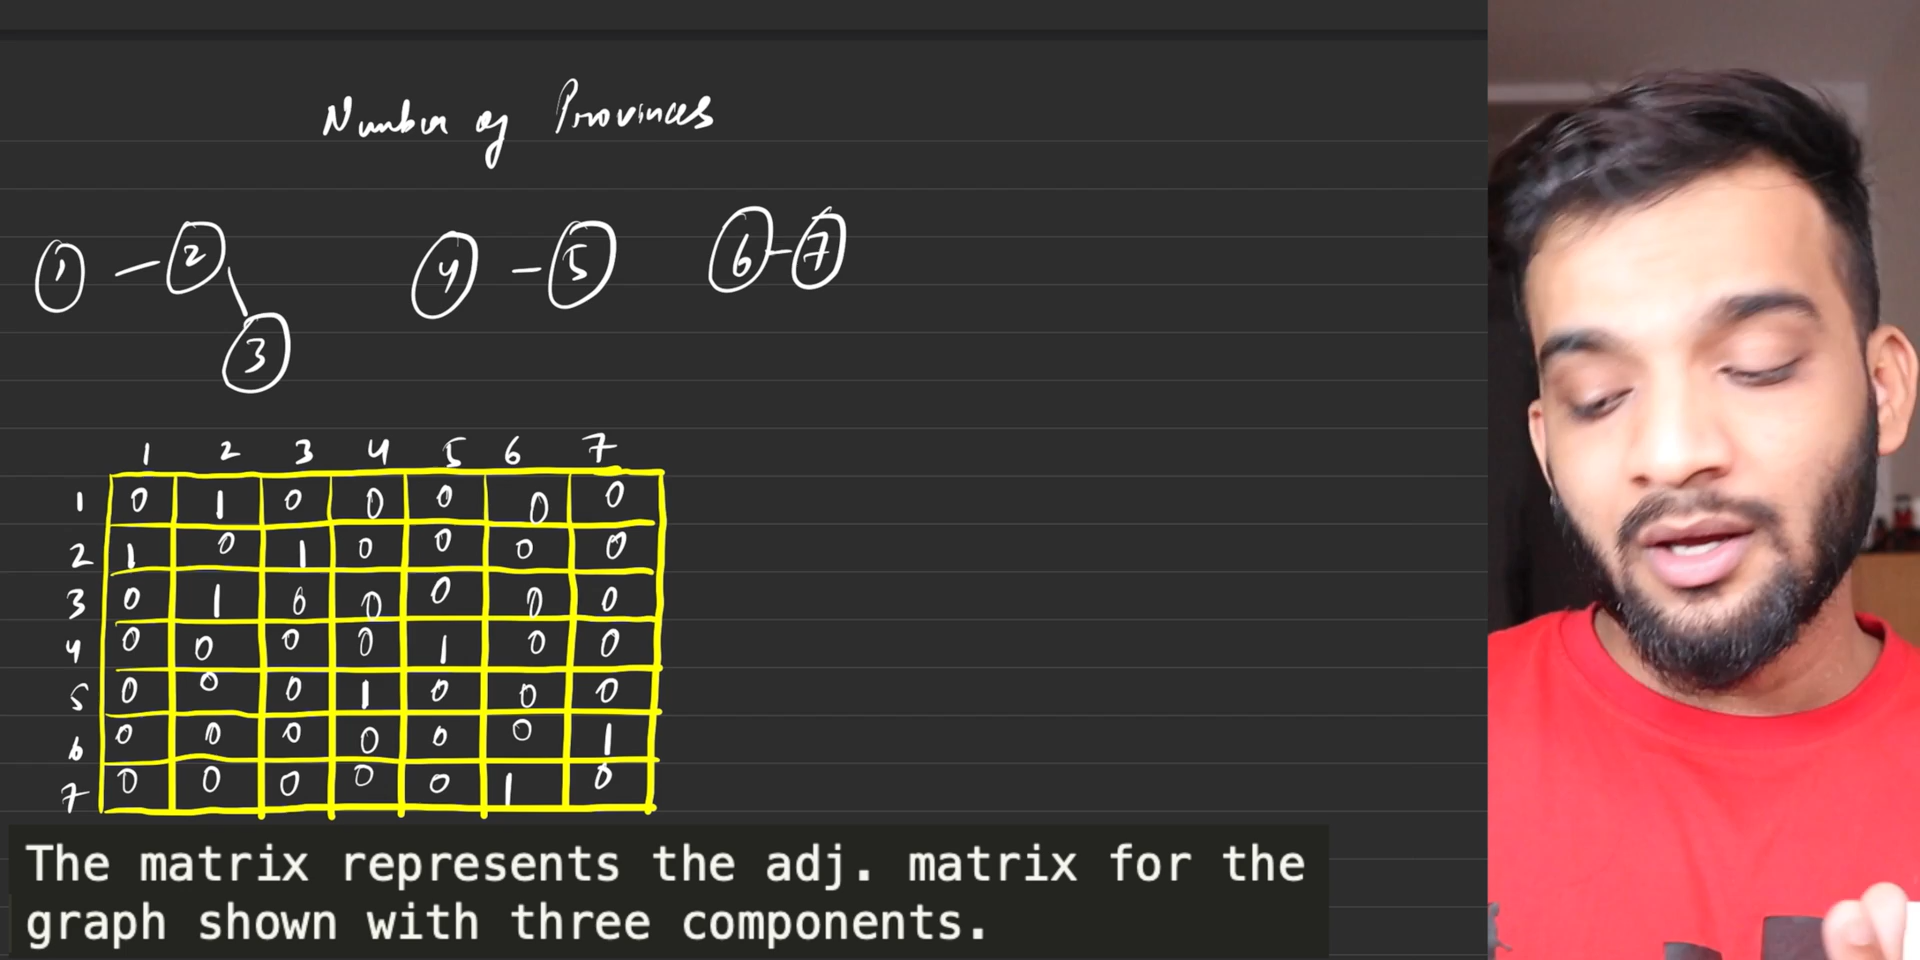 Number of Provinces
1 2 4 5 6 7
3
1 2 3 4 5 6 7
1 0 1 0 0 0 0 0
2 1 0 1 0 0 0 0
3 0 1 0 0 0 0 0
4 0 0 0 0 1 0 0
5 0 0 0 1 0 0 0
6 0 0 0 0 0 0 1
7 0 0 0 0 0 1 0
The matrix represents the adj. matrix for the
graph shown with three components.